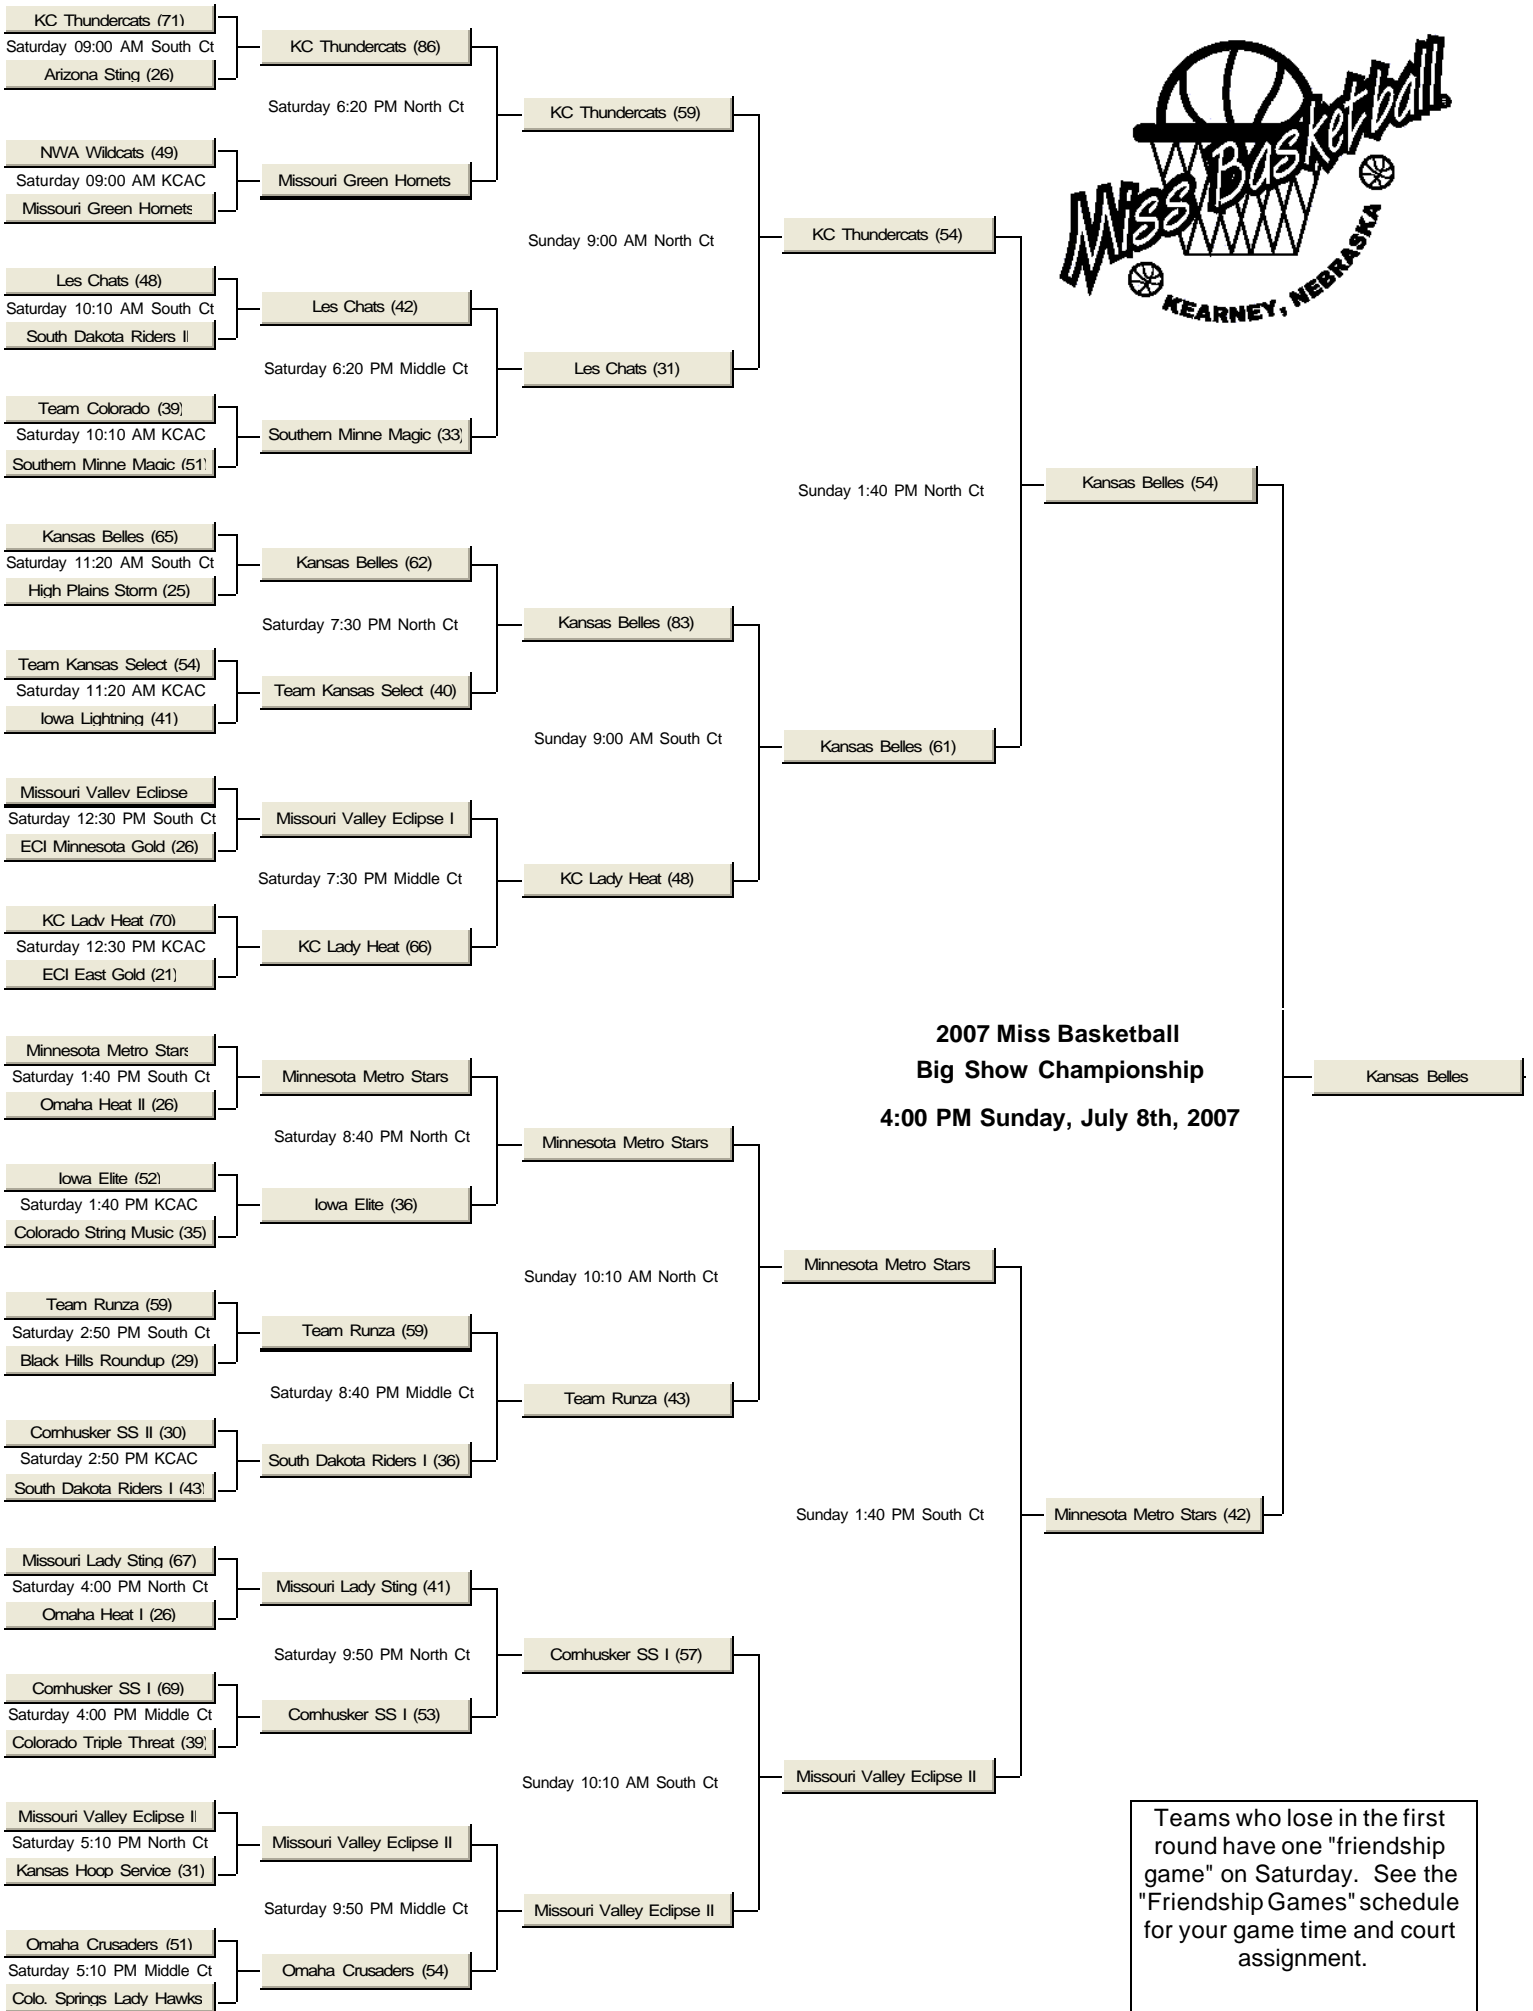 KC Thundercats (71)
Saturday 09:00 AM South Ct
Arizona Sting (26)
NWA Wildcats (49)
Saturday 09:00 AM KCAC
Missouri Green Hornets
Les Chats (48)
Saturday 10:10 AM South Ct
South Dakota Riders II
Team Colorado (39)
Saturday 10:10 AM KCAC
Southern Minne Magic (51)
Kansas Belles (65)
Saturday 11:20 AM South Ct
High Plains Storm (25)
Team Kansas Select (54)
Saturday 11:20 AM KCAC
Iowa Lightning (41)
Missouri Valley Eclipse
Saturday 12:30 PM South Ct
ECI Minnesota Gold (26)
KC Lady Heat (70)
Saturday 12:30 PM KCAC
ECI East Gold (21)
Minnesota Metro Stars
Saturday 1:40 PM South Ct
Omaha Heat II (26)
Iowa Elite (52)
Saturday 1:40 PM KCAC
Colorado String Music (35)
Team Runza (59)
Saturday 2:50 PM South Ct
Black Hills Roundup (29)
Cornhusker SS II (30)
Saturday 2:50 PM KCAC
South Dakota Riders I (43)
Missouri Lady Sting (67)
Saturday 4:00 PM North Ct
Omaha Heat I (26)
Cornhusker SS I (69)
Saturday 4:00 PM Middle Ct
Colorado Triple Threat (39)
Missouri Valley Eclipse II
Saturday 5:10 PM North Ct
Kansas Hoop Service (31)
Omaha Crusaders (51)
Saturday 5:10 PM Middle Ct
Colo. Springs Lady Hawks
KC Thundercats (86)
Saturday 6:20 PM North Ct
Missouri Green Hornets
Les Chats (42)
Saturday 6:20 PM Middle Ct
Southern Minne Magic (33)
Kansas Belles (62)
Saturday 7:30 PM North Ct
Team Kansas Select (40)
Missouri Valley Eclipse I
Saturday 7:30 PM Middle Ct
KC Lady Heat (66)
Minnesota Metro Stars
Saturday 8:40 PM North Ct
Iowa Elite (36)
Team Runza (59)
Saturday 8:40 PM Middle Ct
South Dakota Riders I (36)
Missouri Lady Sting (41)
Saturday 9:50 PM North Ct
Cornhusker SS I (53)
Missouri Valley Eclipse II
Saturday 9:50 PM Middle Ct
Omaha Crusaders (54)
KC Thundercats (59)
Sunday 9:00 AM North Ct
Les Chats (31)
Kansas Belles (83)
Sunday 9:00 AM South Ct
KC Lady Heat (48)
Minnesota Metro Stars
Sunday 10:10 AM North Ct
Team Runza (43)
Cornhusker SS I (57)
Sunday 10:10 AM South Ct
Missouri Valley Eclipse II
KC Thundercats (54)
Sunday 1:40 PM North Ct
Kansas Belles (61)
Minnesota Metro Stars
Sunday 1:40 PM South Ct
Missouri Valley Eclipse II
Kansas Belles (54)
Minnesota Metro Stars (42)
Miss Basketball
KEARNEY, NEBRASKA
2007 Miss Basketball
Big Show Championship
4:00 PM Sunday, July 8th, 2007
Kansas Belles
Teams who lose in the first
round have one "friendship
game" on Saturday. See the
"Friendship Games" schedule
for your game time and court
assignment.